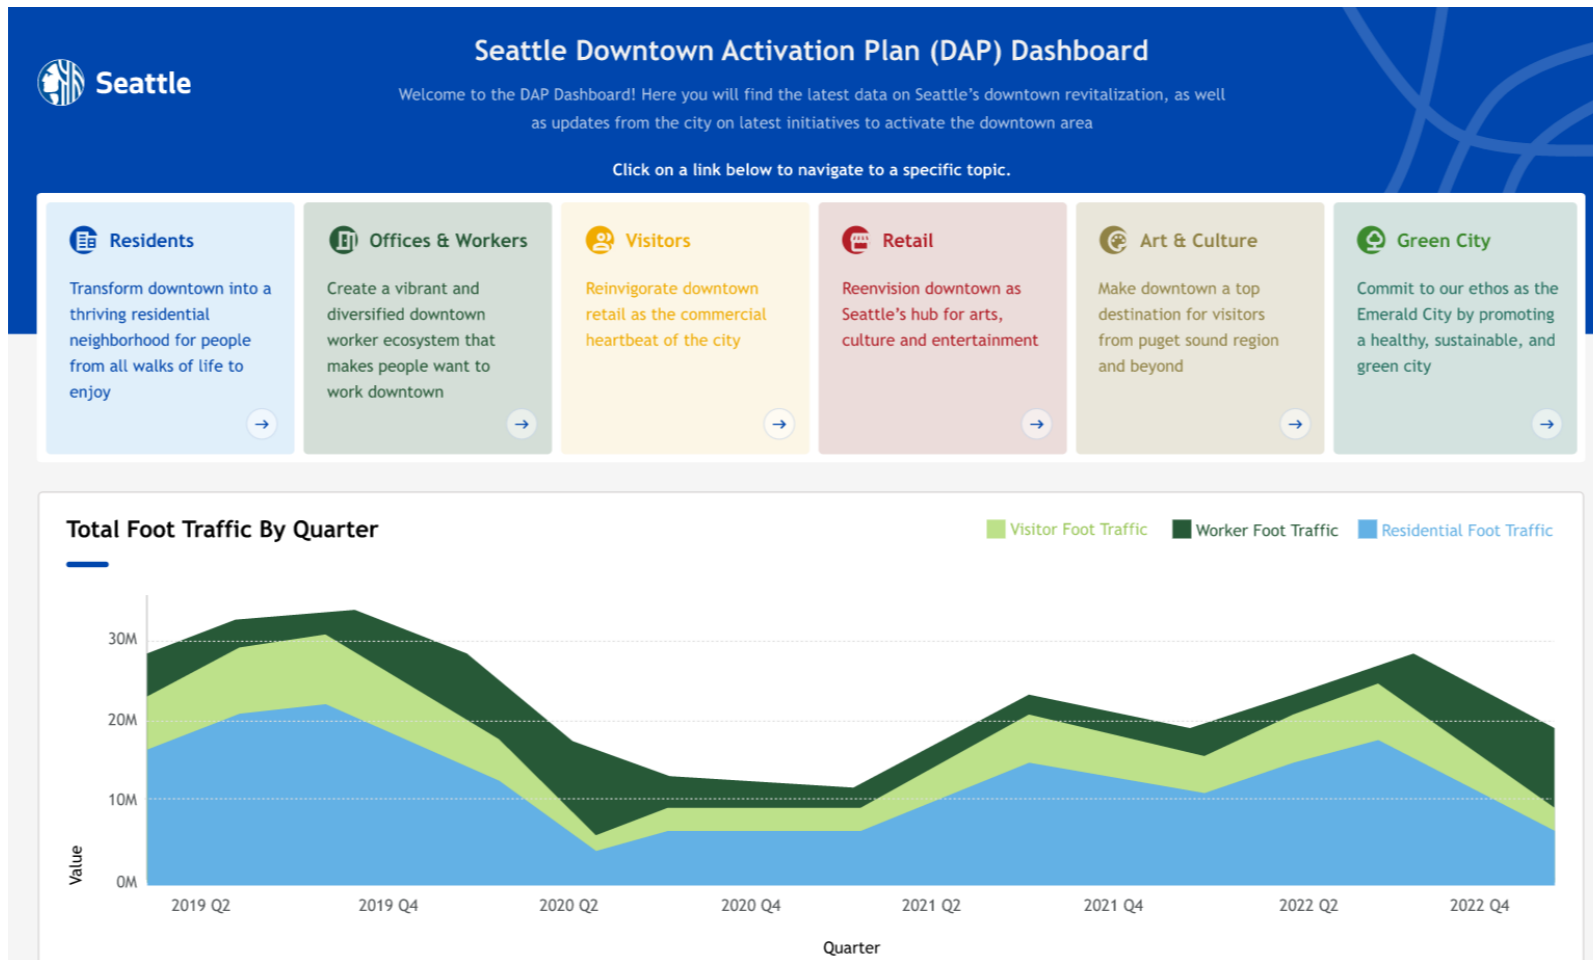 Seattle
Seattle Downtown Activation Plan (DAP) Dashboard
Welcome to the DAP Dashboard! Here you will find the latest data on Seattle’s downtown revitalization, as well
as updates from the city on latest initiatives to activate the downtown area
Click on a link below to navigate to a specific topic.
Residents
Transform downtown into a
thriving residential
neighborhood for people
from all walks of life to
enjoy
Offices & Workers
Create a vibrant and
diversified downtown
worker ecosystem that
makes people want to
work downtown
Visitors
Reinvigorate downtown
retail as the commercial
heartbeat of the city
Retail
Reenvision downtown as
Seattle’s hub for arts,
culture and entertainment
Art & Culture
Make downtown a top
destination for visitors
from puget sound region
and beyond
Green City
Commit to our ethos as the
Emerald City by promoting
a healthy, sustainable, and
green city
Total Foot Traffic By Quarter
Visitor Foot Traffic
Worker Foot Traffic
Residential Foot Traffic
30M
20M
10M
0M
Value
2019 Q2
2019 Q4
2020 Q2
2020 Q4
2021 Q2
2021 Q4
2022 Q2
2022 Q4
Quarter